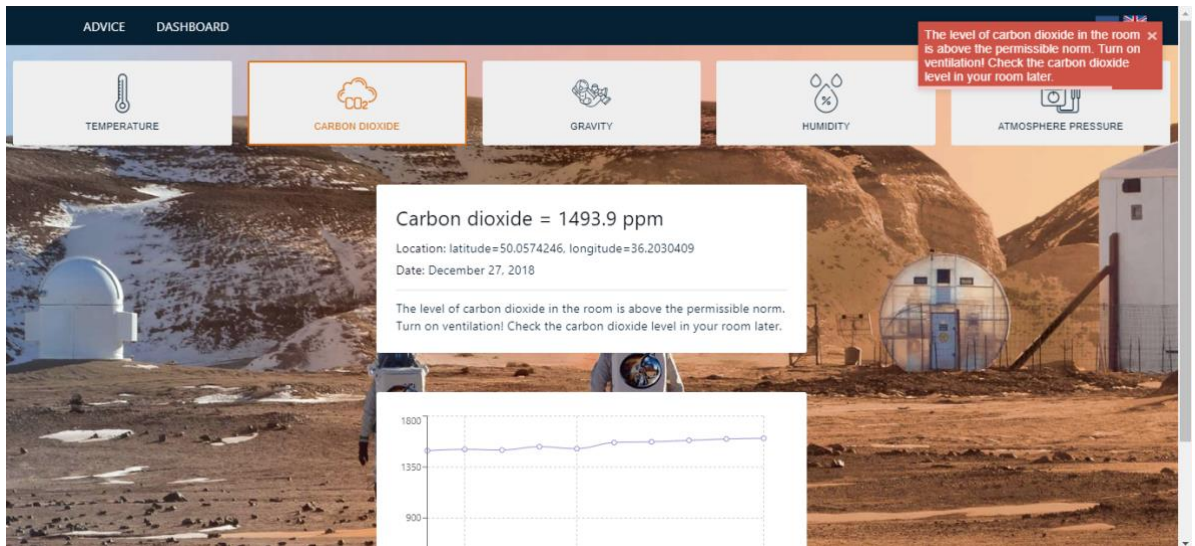 ADVICE DASHBOARD
The level of carbon dioxide in the room ×
is above the permissible norm. Turn on
ventilation! Check the carbon dioxide
level in your room later.
CO₂
%
TEMPERATURE CARBON DIOXIDE GRAVITY HUMIDITY ATMOSPHERE PRESSURE
Carbon dioxide = 1493.9 ppm
Location: latitude=50.0574246, longitude=36.2030409
Date: December 27, 2018
The level of carbon dioxide in the room is above the permissible norm.
Turn on ventilation! Check the carbon dioxide level in your room later.
1800
1350
900